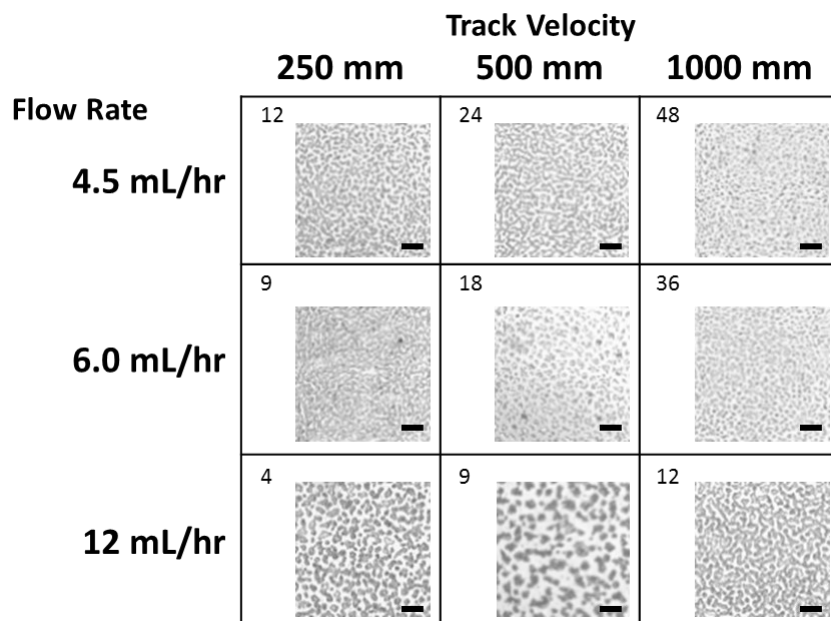 Track Velocity
250 mm 500 mm 1000 mm
Flow Rate
12 24 48
4.5 mL/hr
9 18 36
6.0 mL/hr
4 9 12
12 mL/hr